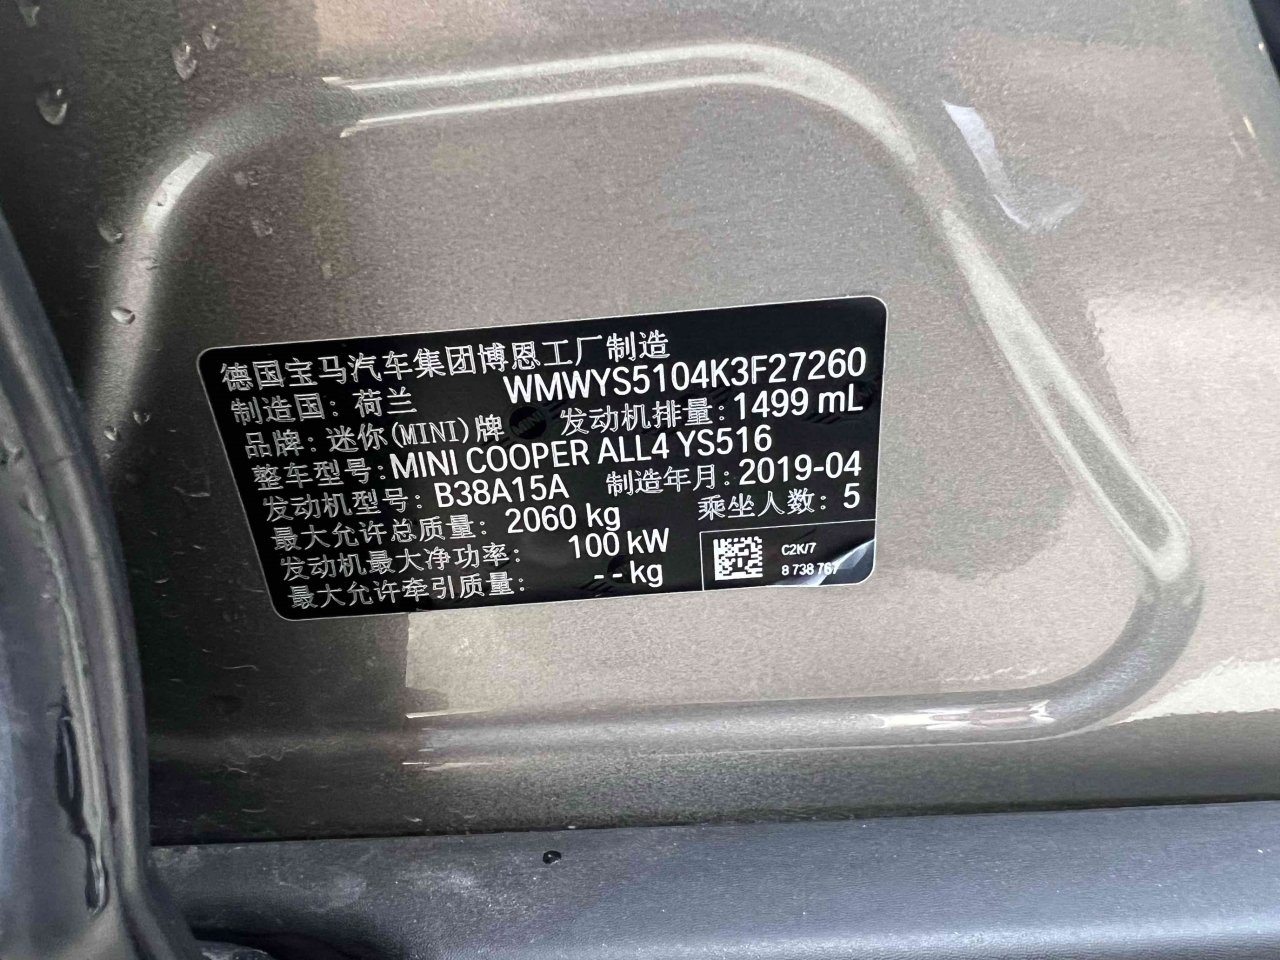 德国宝马汽车集团博恩工厂制造
制造国: 荷兰 WMWYS5104K3F27260
品牌: 迷你(MINI)牌 发动机排量: 1499 mL
整车型号: MINI COOPER ALL4 YS516
发动机型号: B38A15A 制造年月: 2019-04
最大允许总质量: 2060 kg 乘坐人数: 5
发动机最大净功率: 100 kW
最大允许牵引质量: --kg
C2K/7
8 738 767